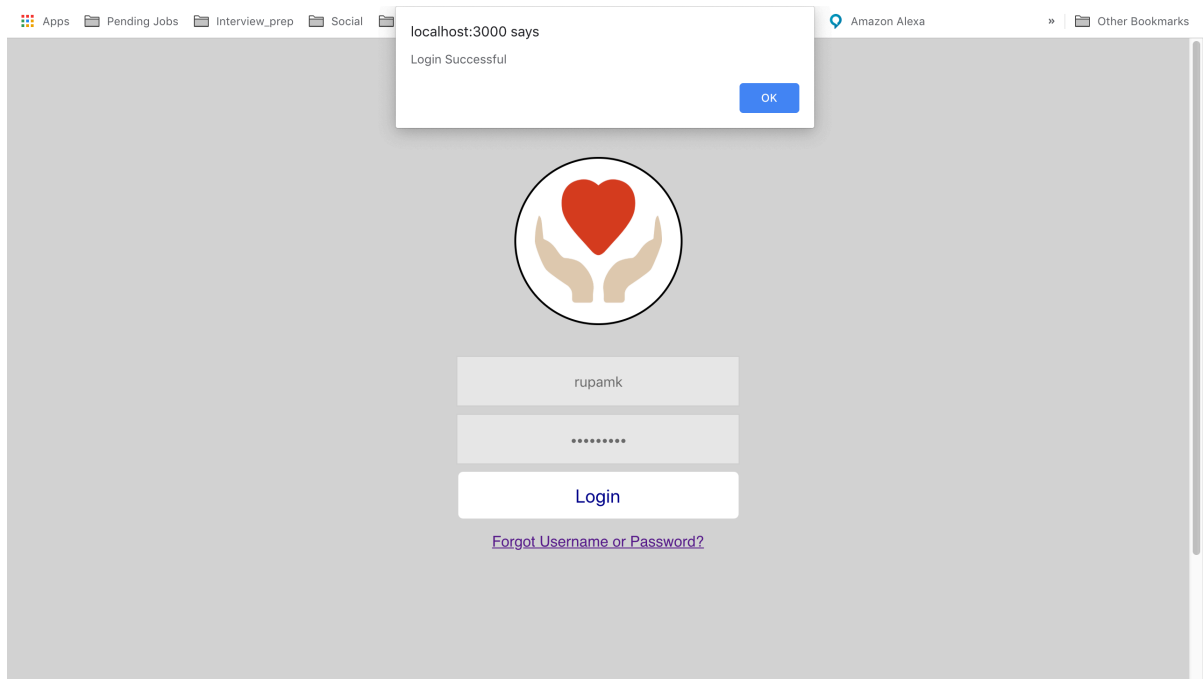 Apps Pending Jobs Interview_prep Social Amazon Alexa » Other Bookmarks
localhost:3000 says
Login Successful
OK
rupamk
•••••••••
Login
Forgot Username or Password?